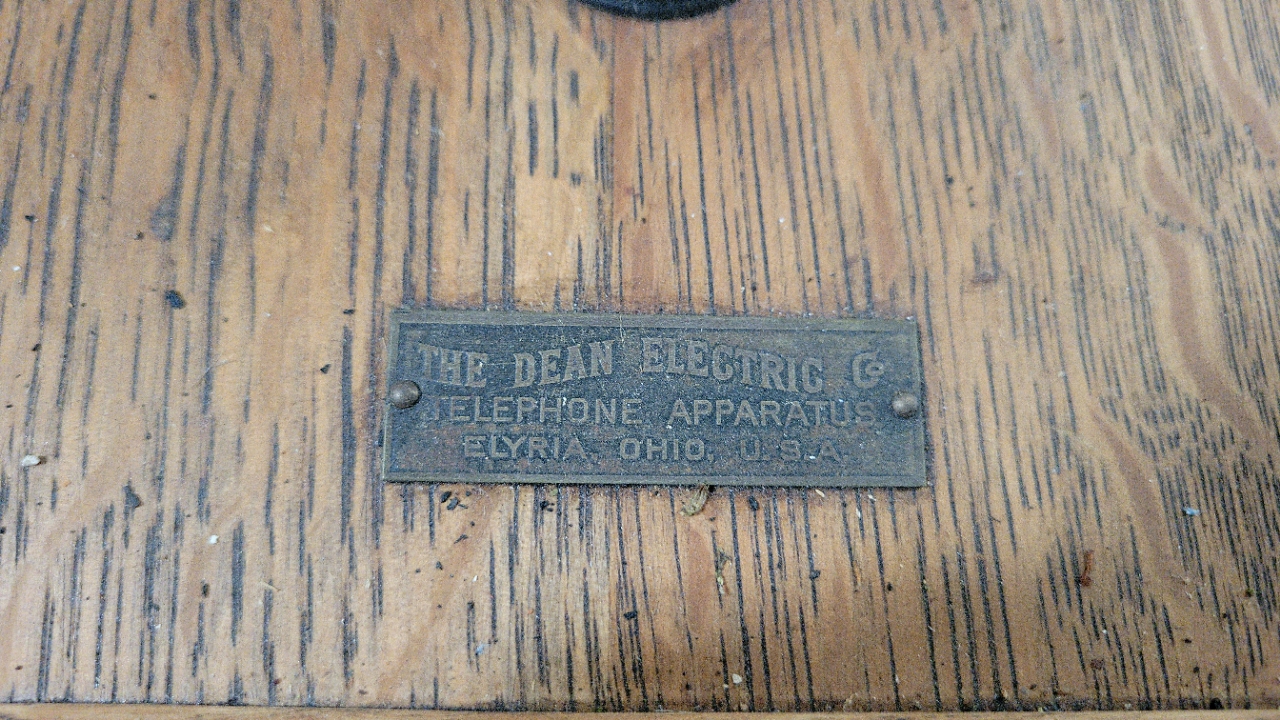 THE DEAN ELECTRIC Co
TELEPHONE APPARATUS
ELYRIA, OHIO, U.S.A.